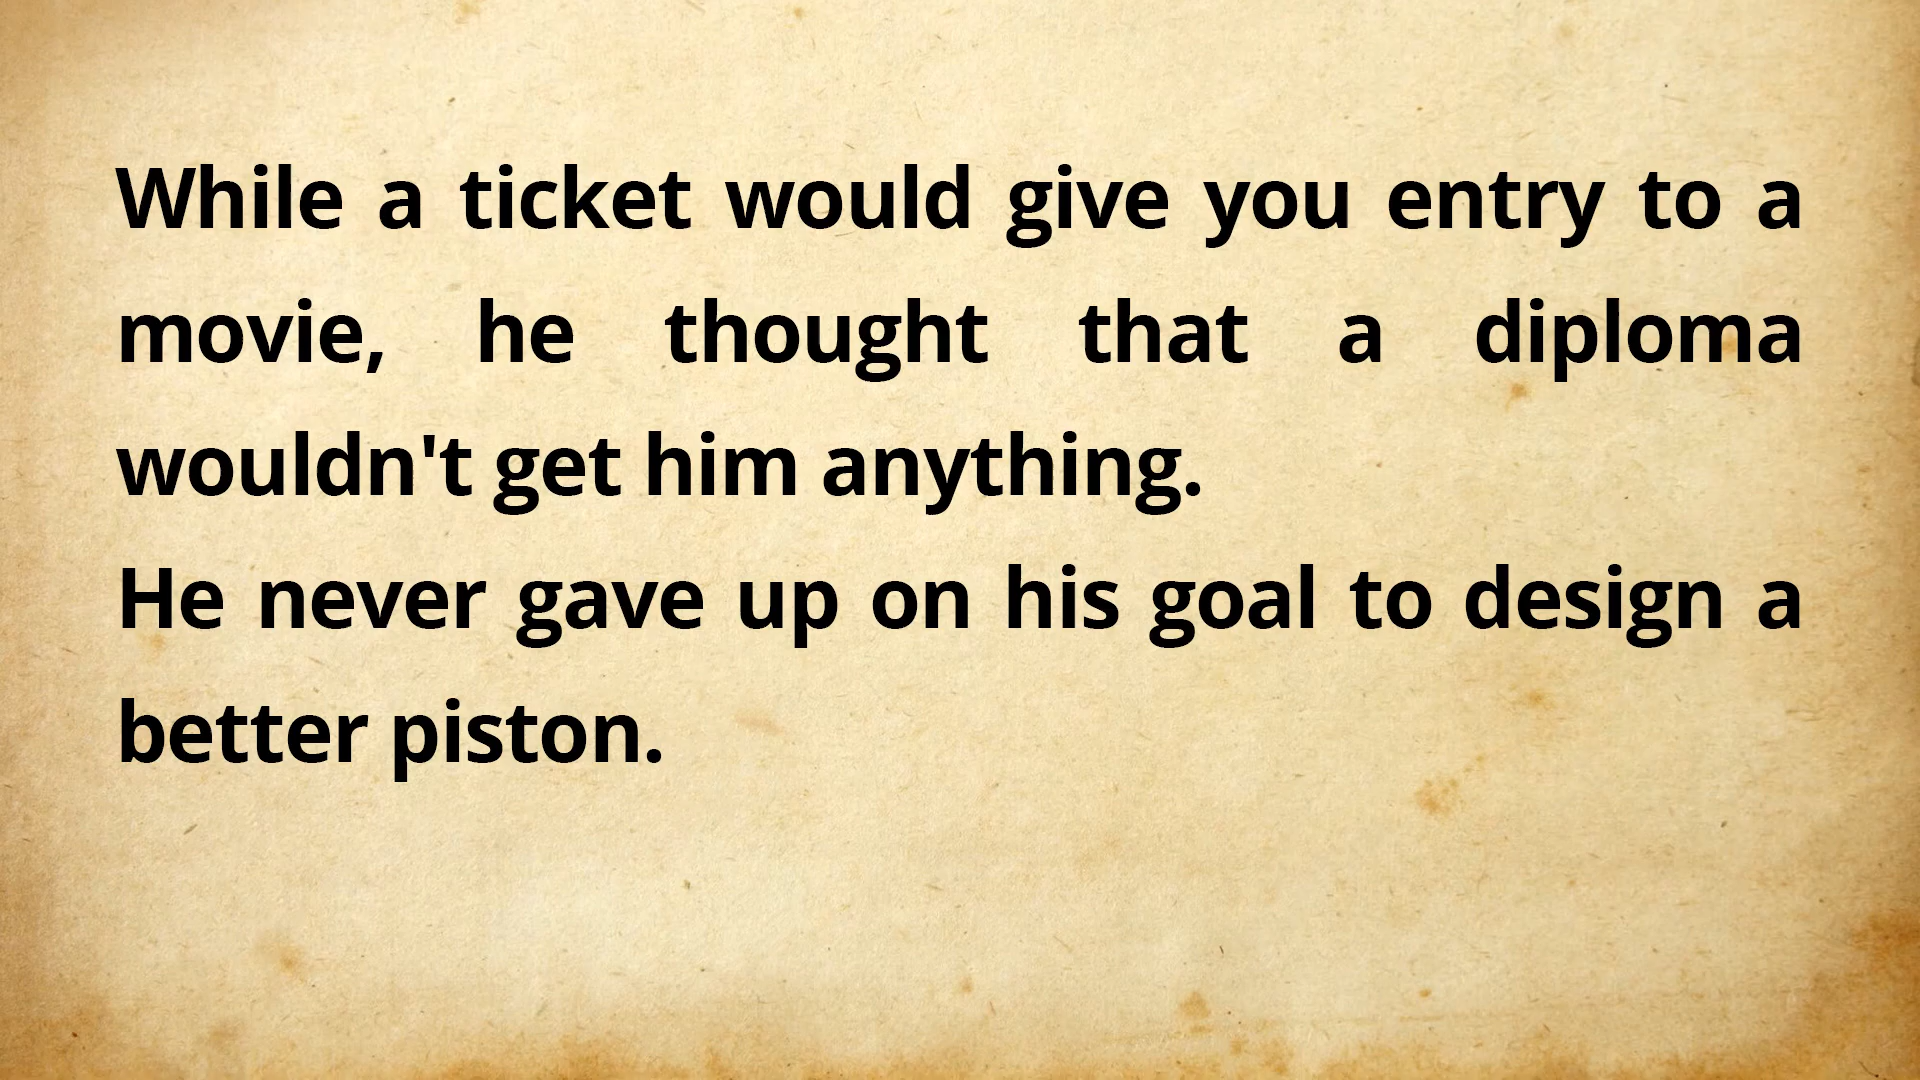 While a ticket would give you entry to a
movie, he thought that a diploma
wouldn't get him anything.
He never gave up on his goal to design a
better piston.